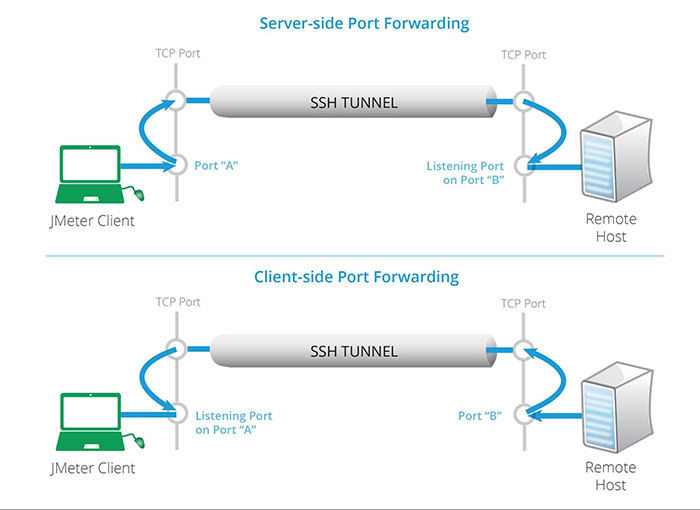 Server-side Port Forwarding
TCP Port
TCP Port
SSH TUNNEL
Port “A”
Listening Port
on Port “B”
JMeter Client
Remote
Host
Client-side Port Forwarding
TCP Port
TCP Port
SSH TUNNEL
Listening Port
on Port “A”
Port “B”
JMeter Client
Remote
Host